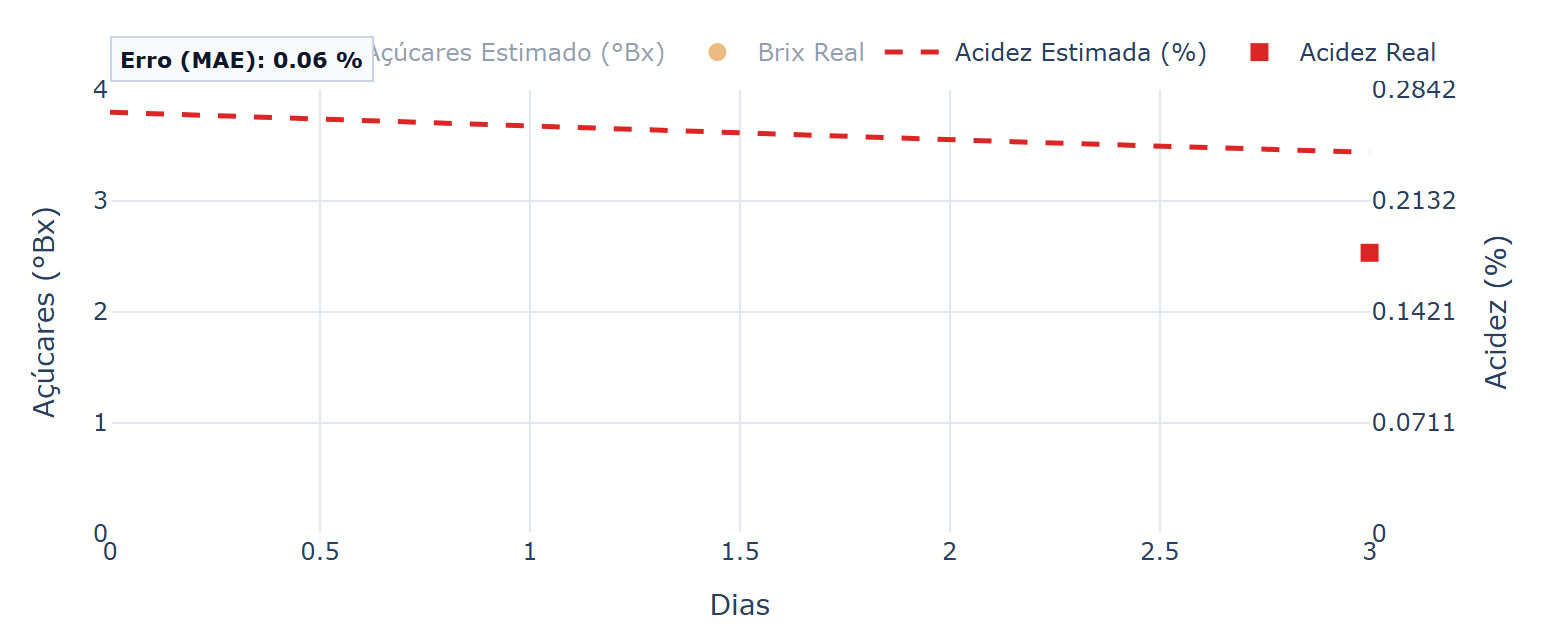 Erro (MAE): 0.06 %
Açúcares Estimado (°Bx)
Brix Real
Acidez Estimada (%)
Acidez Real
4
3
2
1
0
Açúcares (°Bx)
0.2842
0.2132
0.1421
0.0711
0
Acidez (%)
0
0.5
1
1.5
2
2.5
3
Dias